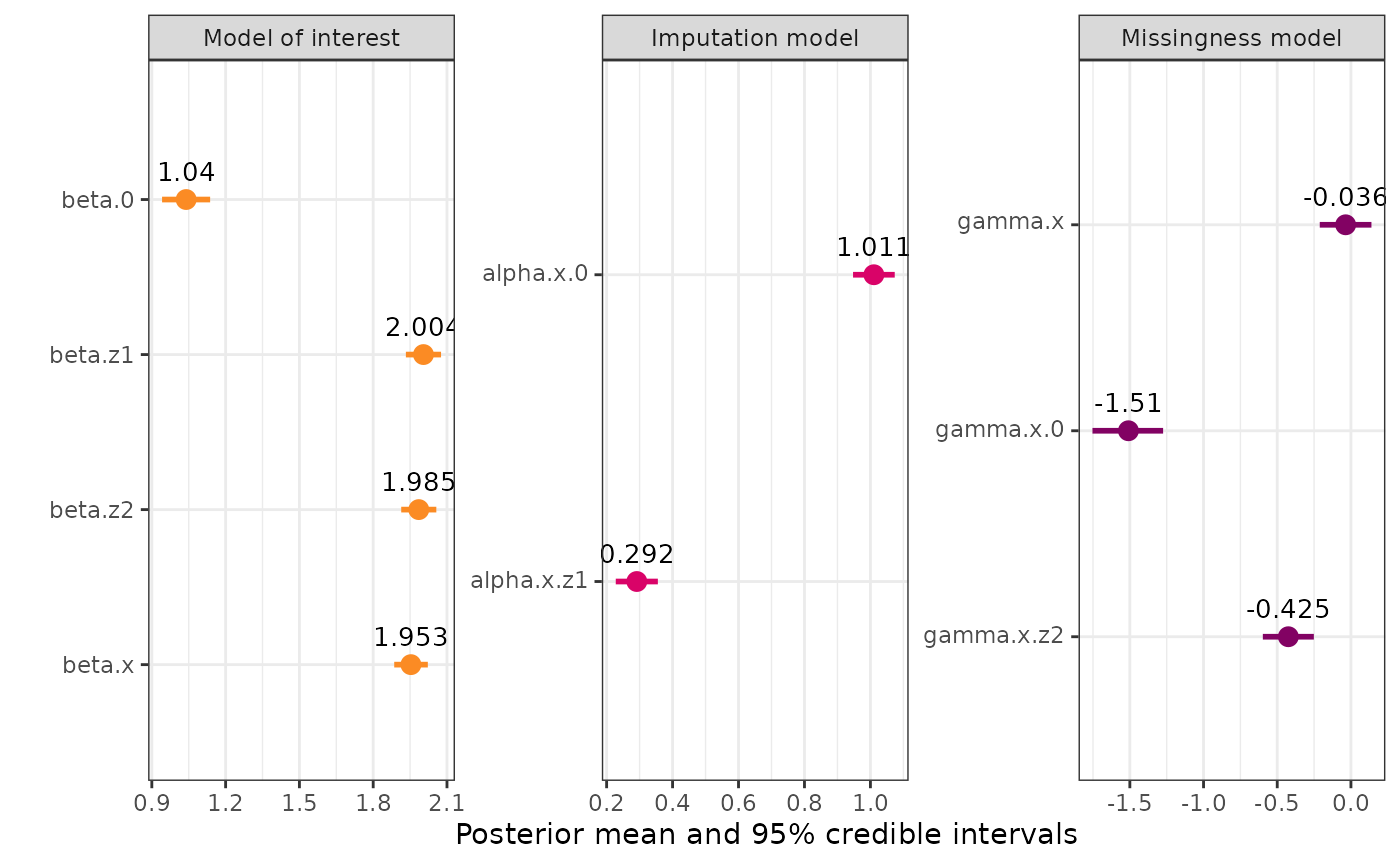 Model of interest
Imputation model
Missingness model
beta.0
beta.z1
beta.z2
beta.x
1.04
2.004
1.985
1.953
0.9 1.2 1.5 1.8 2.1
alpha.x.0
alpha.x.z1
1.011
0.292
0.2 0.4 0.6 0.8 1.0
gamma.x
gamma.x.0
gamma.x.z2
-0.036
-1.51
-0.425
-1.5 -1.0 -0.5 0.0
Posterior mean and 95% credible intervals